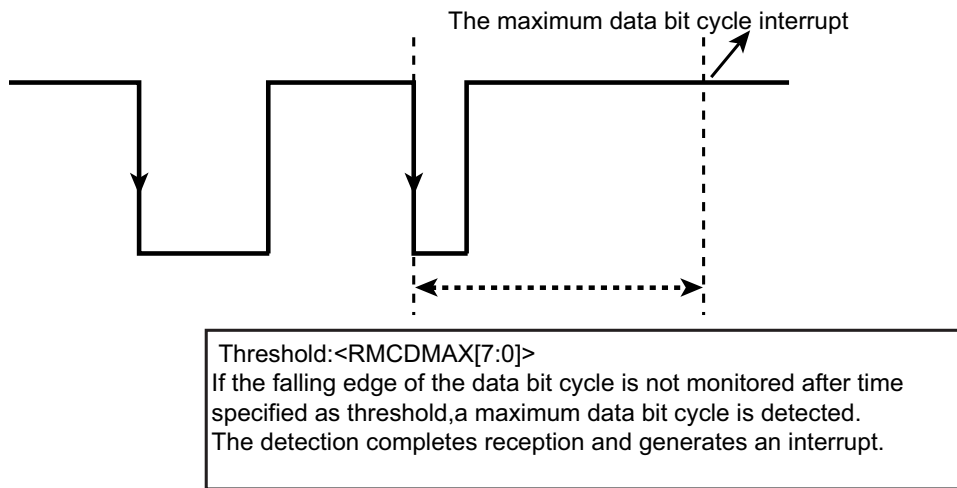 The maximum data bit cycle interrupt
Threshold:<RMCDMAX[7:0]>
If the falling edge of the data bit cycle is not monitored after time
specified as threshold,a maximum data bit cycle is detected.
The detection completes reception and generates an interrupt.